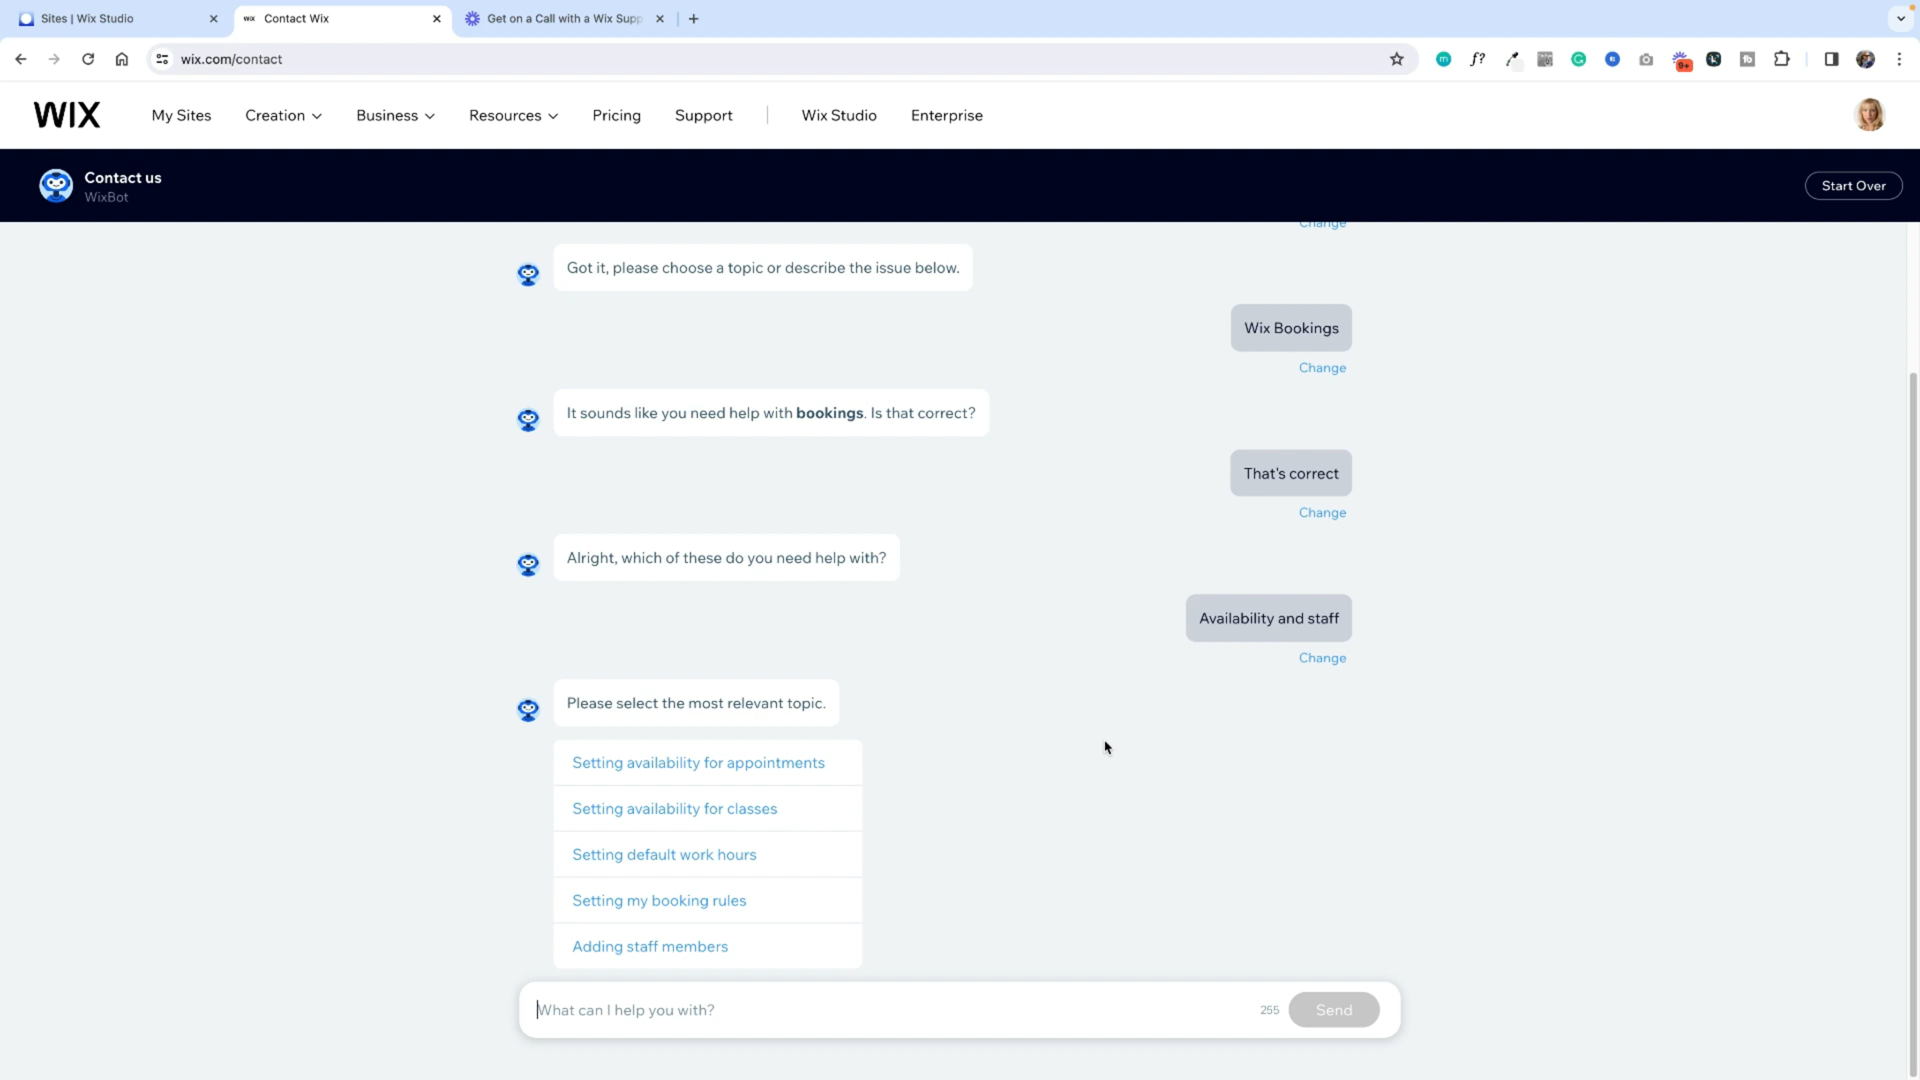 Sites | Wix Studio
WIX Contact Wix
Get on a Call with a Wix Supp
wix.com/contact
f?
9+
WIX
My Sites
Creation
Business
Resources
Pricing
Support
Wix Studio
Enterprise
Contact us
WixBot
Start Over
Change
Got it, please choose a topic or describe the issue below.
Wix Bookings
Change
It sounds like you need help with bookings. Is that correct?
That's correct
Change
Alright, which of these do you need help with?
Availability and staff
Change
Please select the most relevant topic.
Setting availability for appointments
Setting availability for classes
Setting default work hours
Setting my booking rules
Adding staff members
What can I help you with?
255
Send